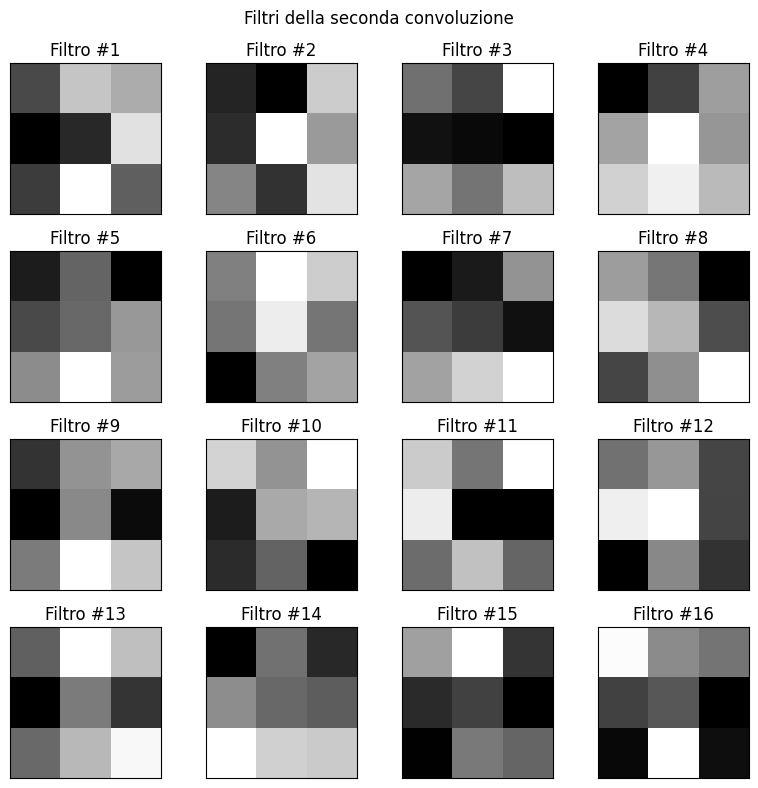 Filtri della seconda convoluzione
Filtro #1 Filtro #2 Filtro #3 Filtro #4
Filtro #5 Filtro #6 Filtro #7 Filtro #8
Filtro #9 Filtro #10 Filtro #11 Filtro #12
Filtro #13 Filtro #14 Filtro #15 Filtro #16